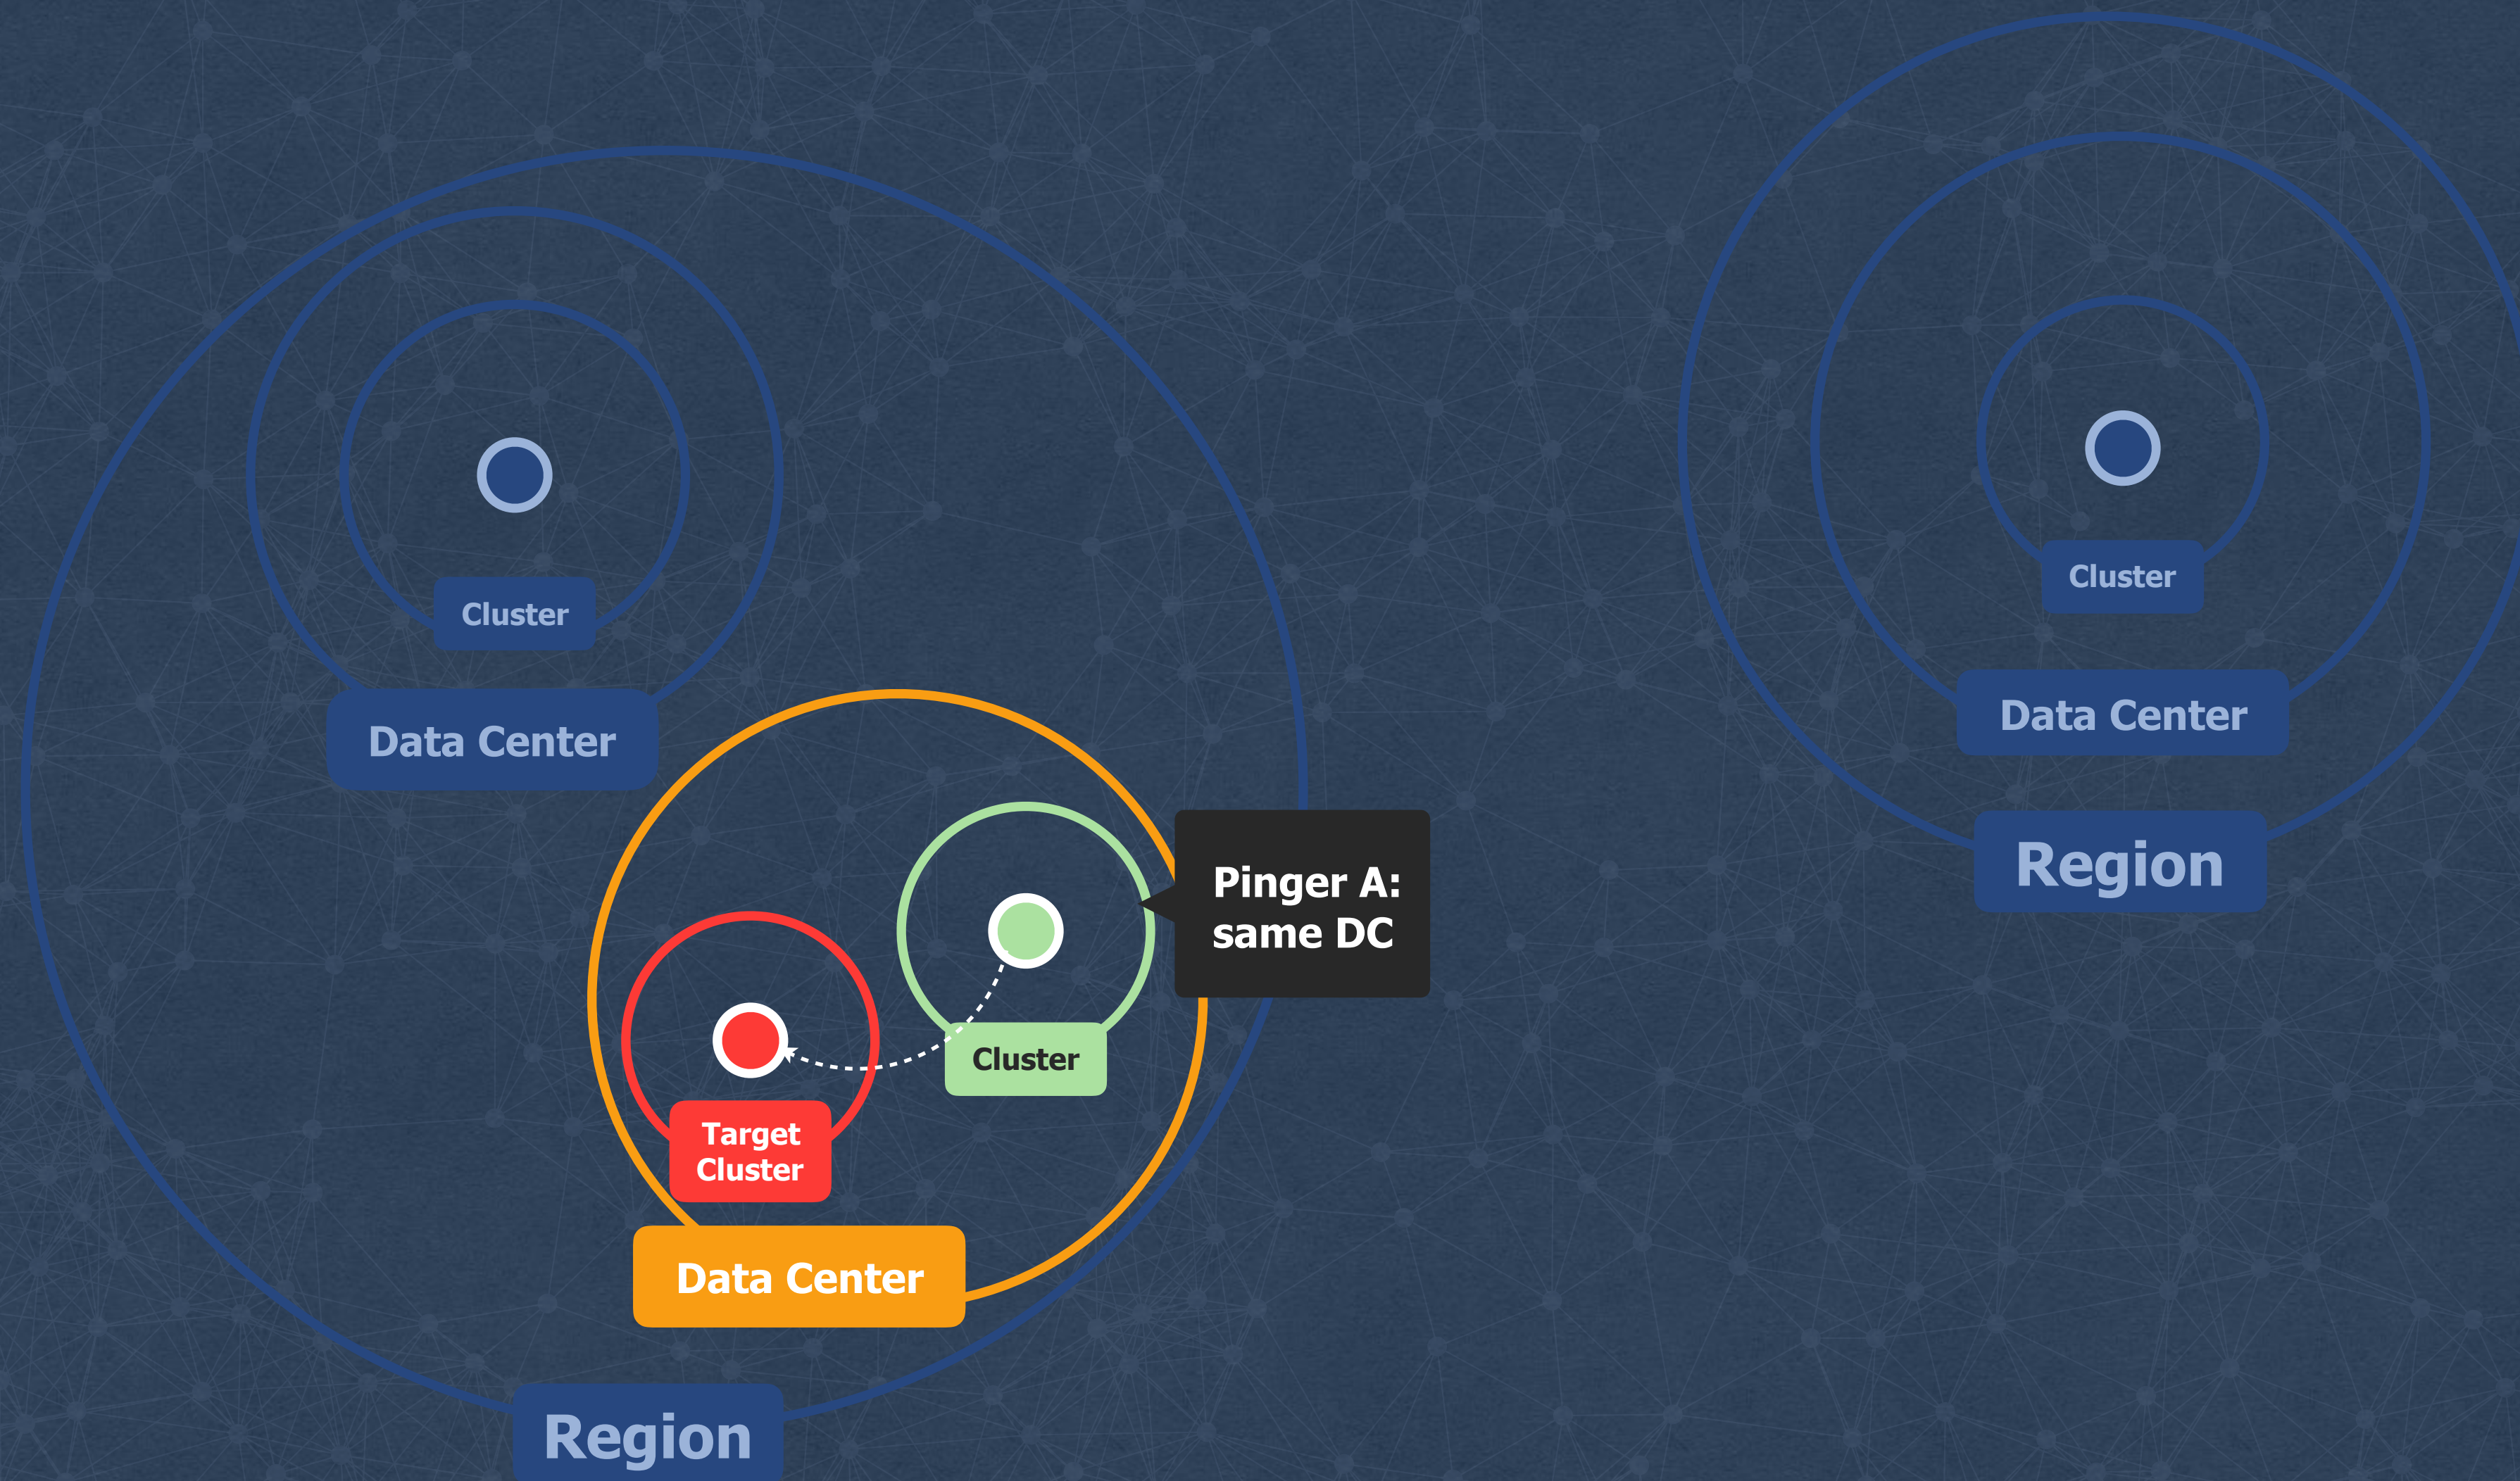 Cluster
Data Center
Cluster
Data Center
Region
Pinger A:
same DC
Cluster
Target
Cluster
Data Center
Region